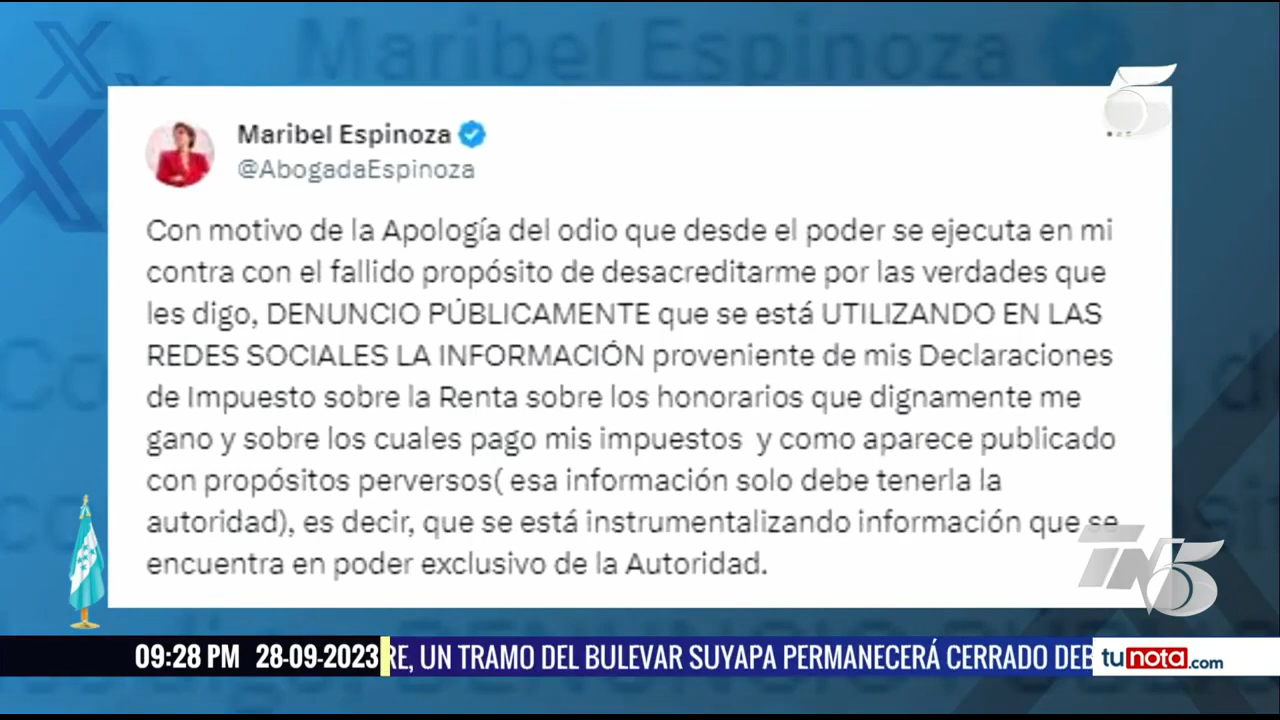 Maribel Espinoza
5
Maribel Espinoza
@AbogadaEspinoza
Con motivo de la Apología del odio que desde el poder se ejecuta en mi
contra con el fallido propósito de desacreditarme por las verdades que
les digo, DENUNCIO PÚBLICAMENTE que se está UTILIZANDO EN LAS
REDES SOCIALES LA INFORMACIÓN proveniente de mis Declaraciones
de Impuesto sobre la Renta sobre los honorarios que dignamente me
gano y sobre los cuales pago mis impuestos y como aparece publicado
con propósitos perversos( esa información solo debe tenerla la
autoridad), es decir, que se está instrumentalizando información que se
encuentra en poder exclusivo de la Autoridad.
TN5
09:28 PM 28-09-2023 RE, UN TRAMO DEL BULEVAR SUYAPA PERMANECERÁ CERRADO DEB
tunota.com